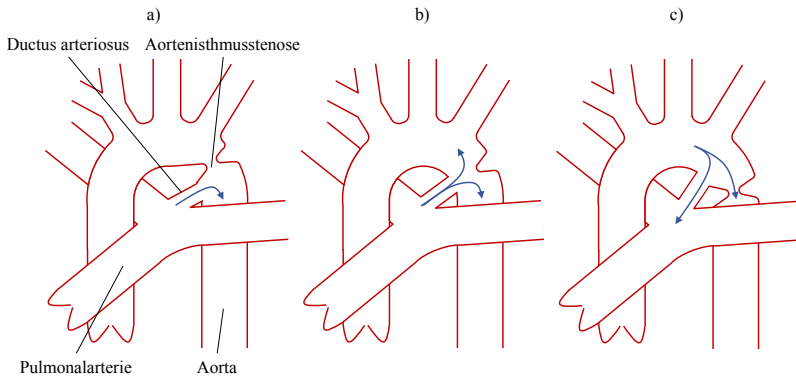 a)
b)
c)
Ductus arteriosus
Aortenisthmusstenose
Pulmonalarterie
Aorta